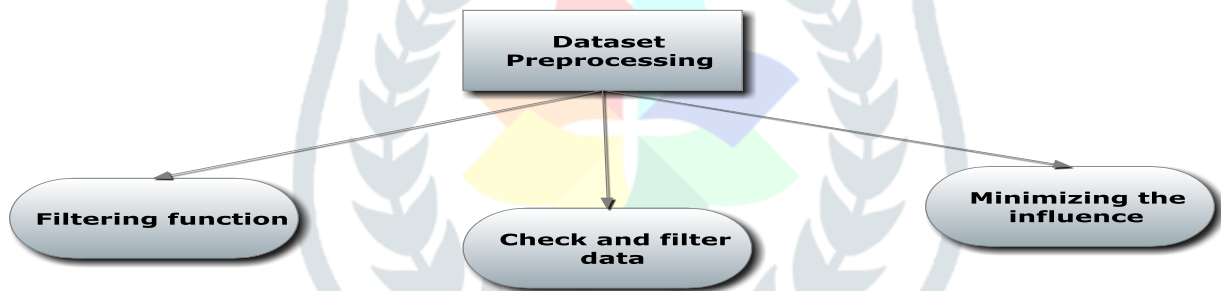 Dataset
Preprocessing
Filtering function
Check and filter
data
Minimizing the
influence